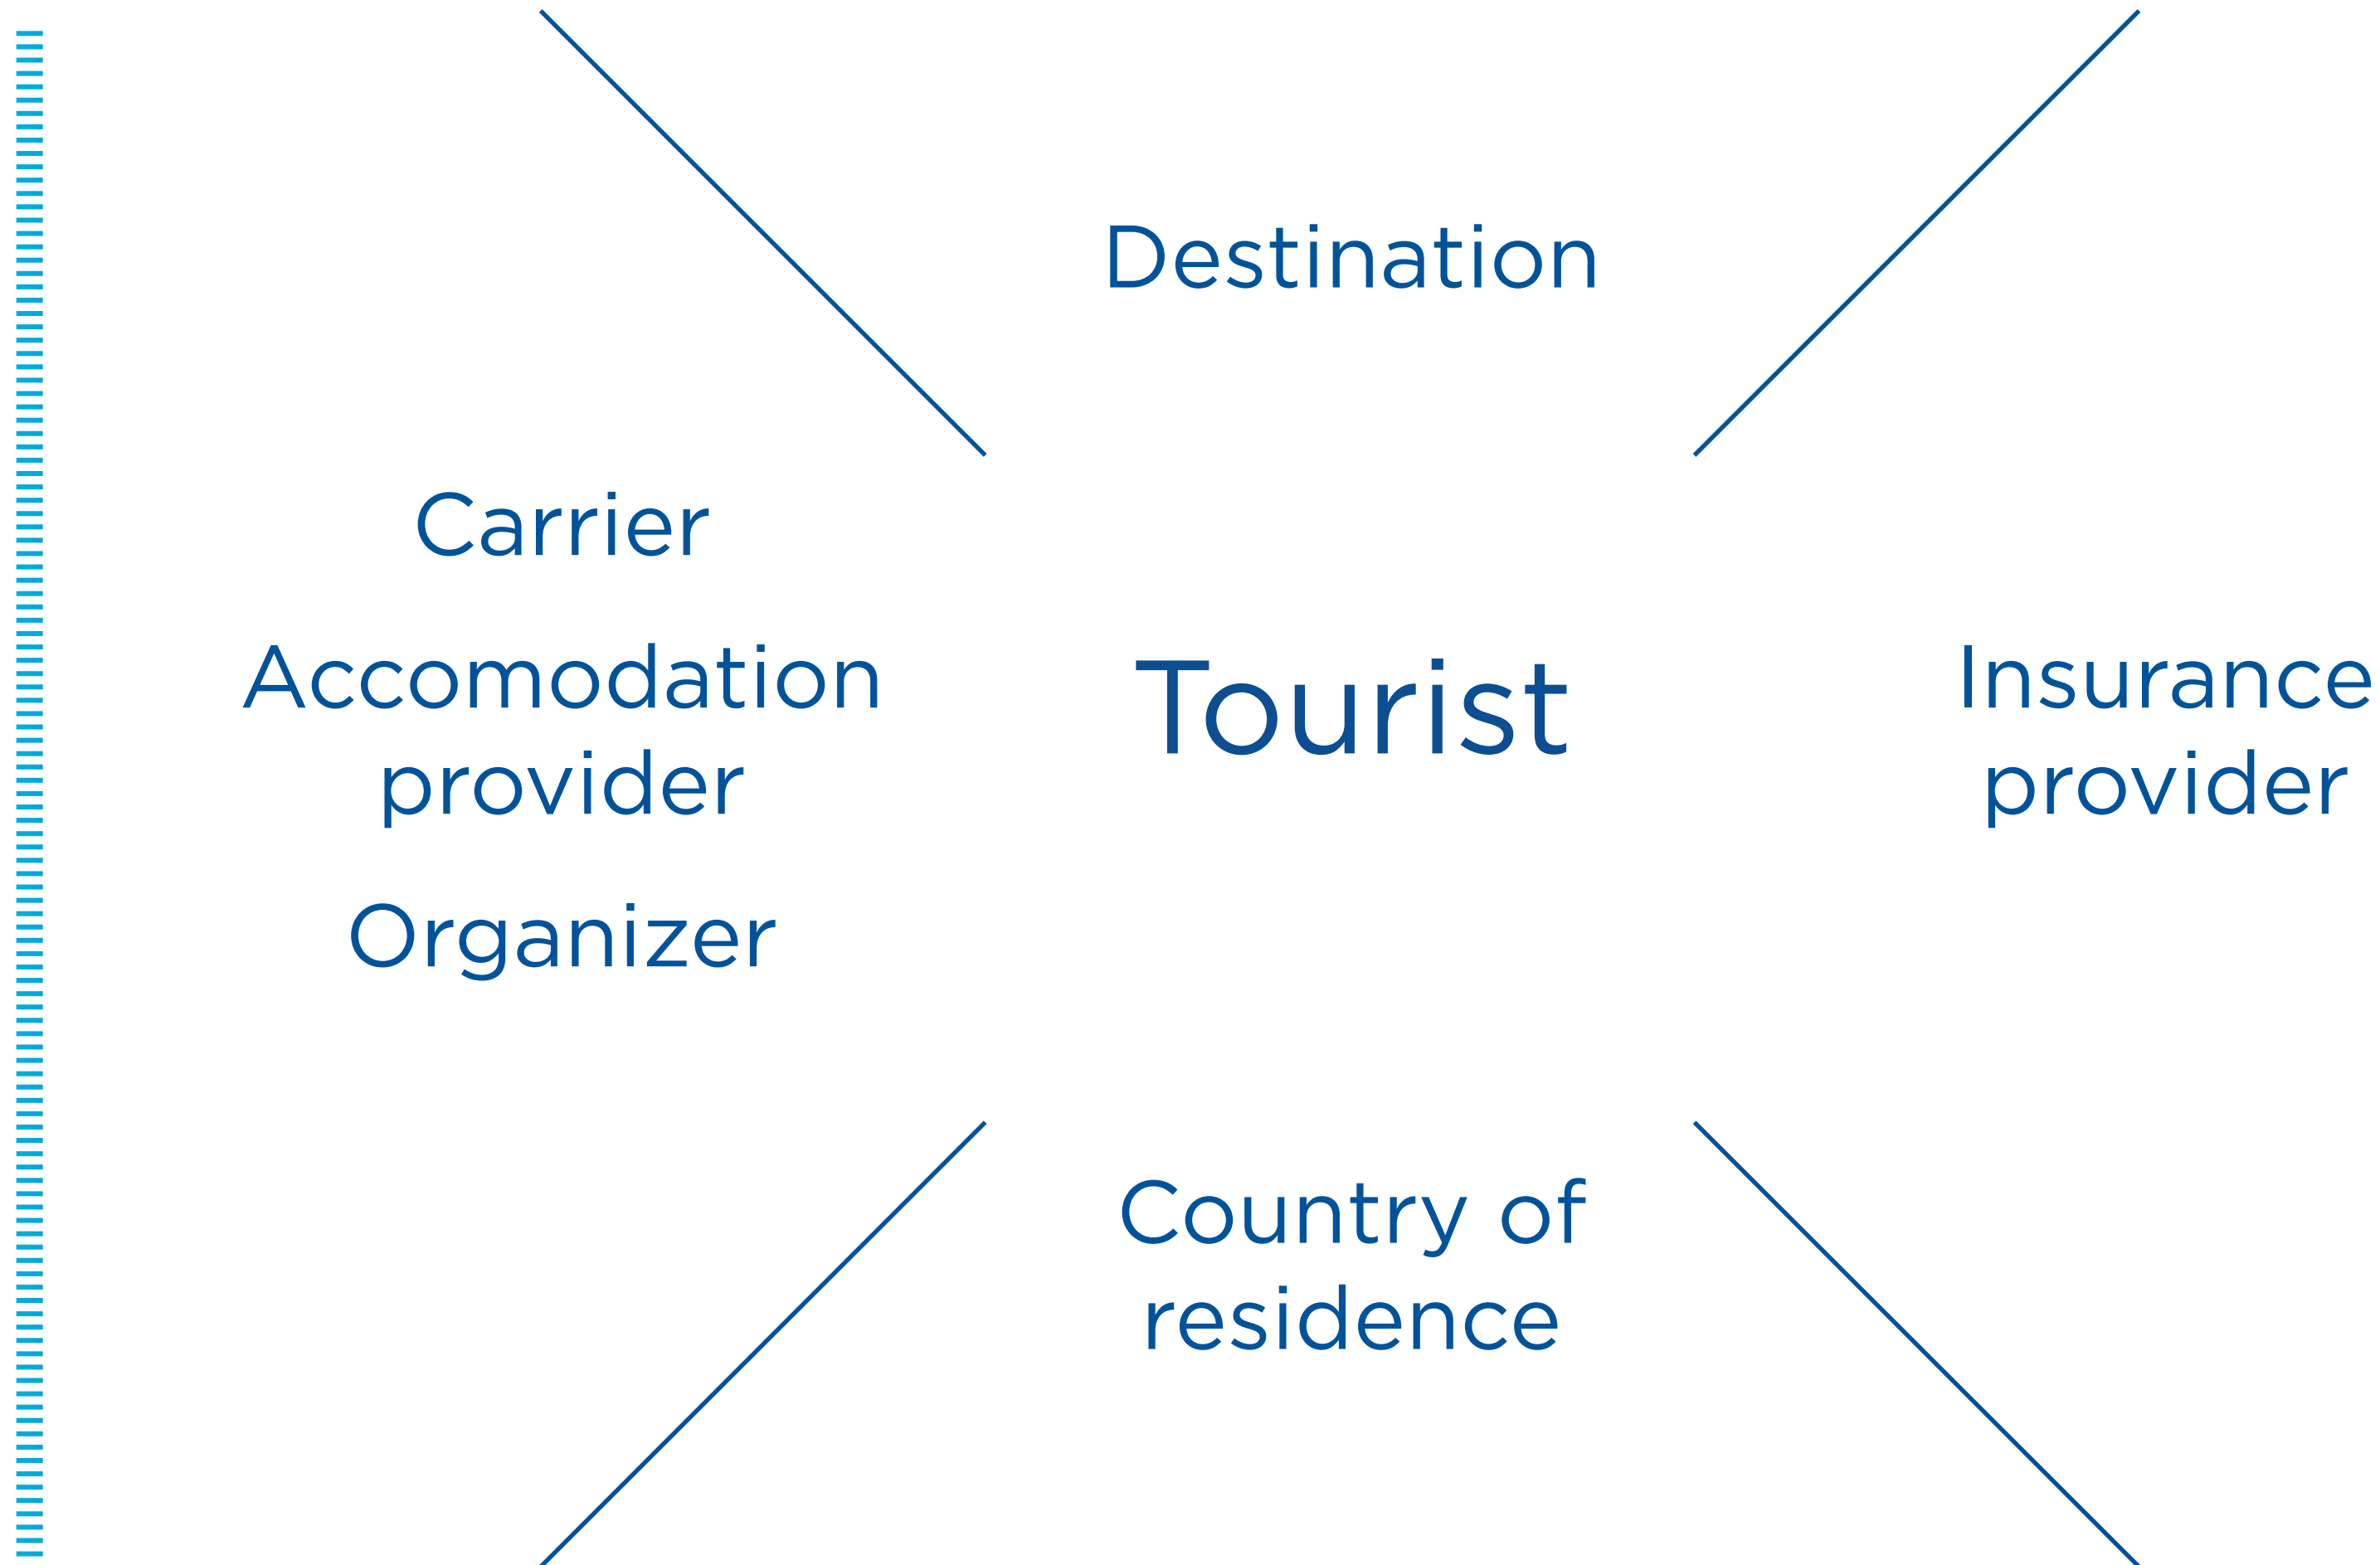 Destination
Carrier
Accomodation
provider
Organizer
Tourist
Insurance
provider
Country of
residence